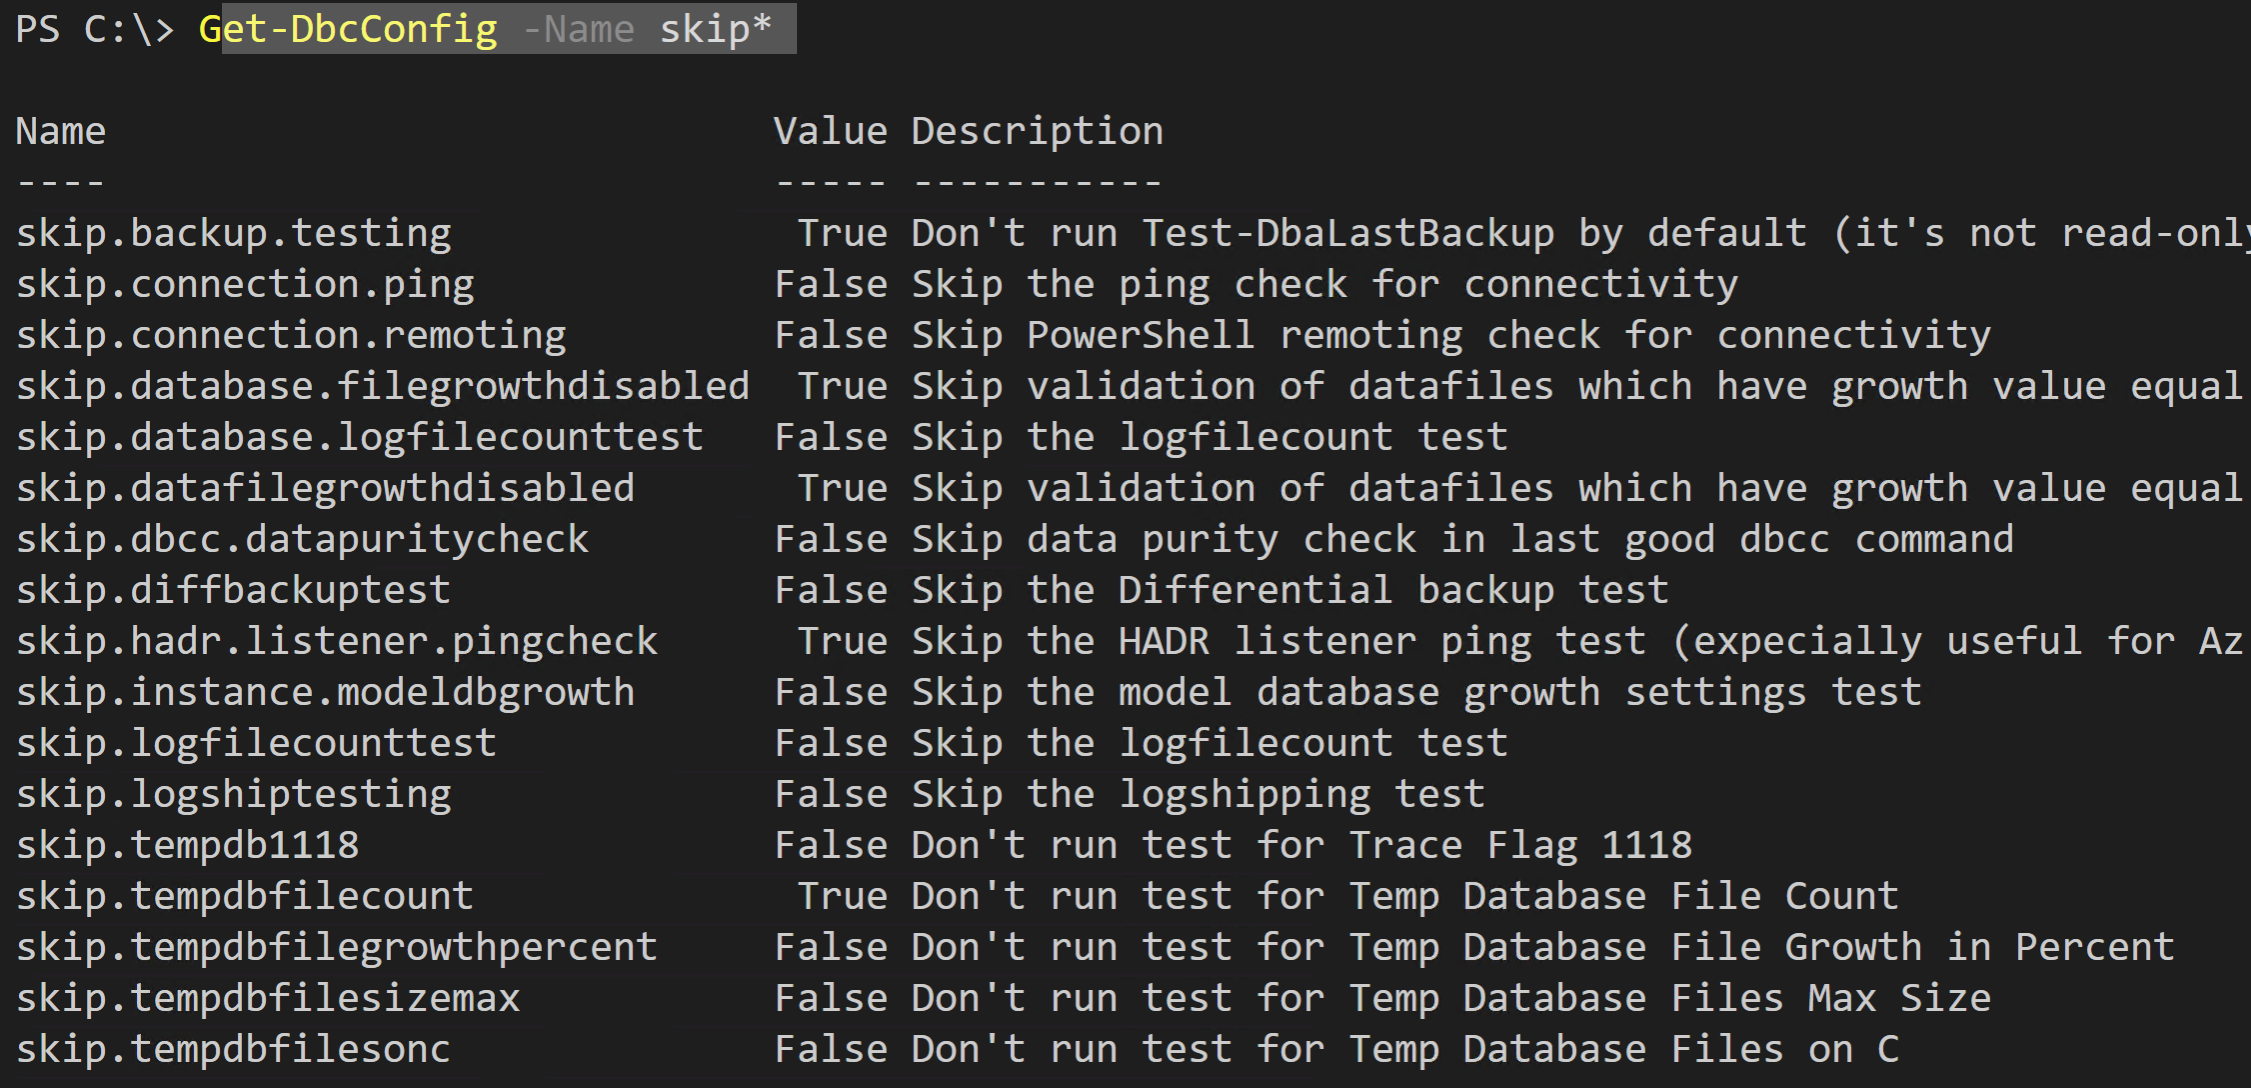 PS C:\> Get-DbcConfig -Name skip*
Name Value Description
---- ----- -----------
skip.backup.testing True Don't run Test-DbaLastBackup by default (it's not read-only
skip.connection.ping False Skip the ping check for connectivity
skip.connection.remoting False Skip PowerShell remoting check for connectivity
skip.database.filegrowthdisabled True Skip validation of datafiles which have growth value equal
skip.database.logfilecounttest False Skip the logfilecount test
skip.datafilegrowthdisabled True Skip validation of datafiles which have growth value equal
skip.dbcc.datapuritycheck False Skip data purity check in last good dbcc command
skip.diffbackuptest False Skip the Differential backup test
skip.hadr.listener.pingcheck True Skip the HADR listener ping test (expecially useful for Az
skip.instance.modeldbgrowth False Skip the model database growth settings test
skip.logfilecounttest False Skip the logfilecount test
skip.logshiptesting False Skip the logshipping test
skip.tempdb1118 False Don't run test for Trace Flag 1118
skip.tempdbfilecount True Don't run test for Temp Database File Count
skip.tempdbfilegrowthpercent False Don't run test for Temp Database File Growth in Percent
skip.tempdbfilesizemax False Don't run test for Temp Database Files Max Size
skip.tempdbfilesonc False Don't run test for Temp Database Files on C